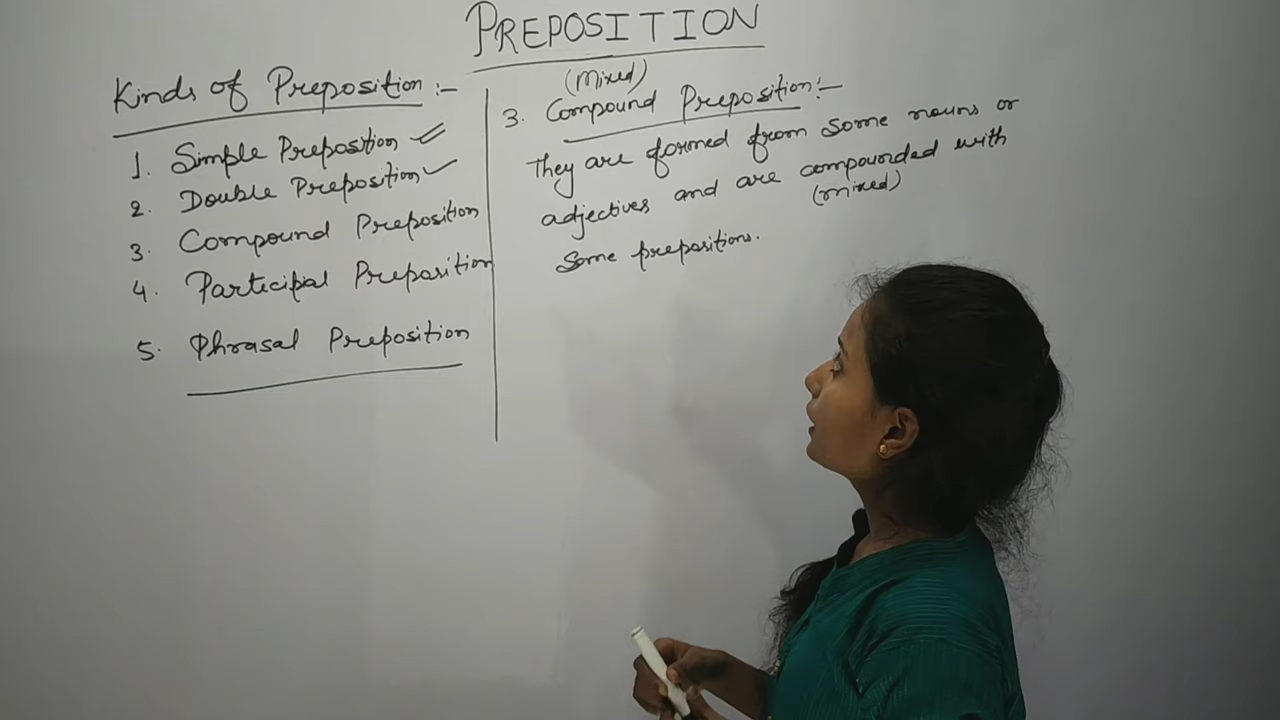 PREPOSITION
Kinds of Preposition :-
1. Simple Preposition
2. Double Preposition
3. Compound Preposition
4. Partecipal Preposition
5. Phrasal Preposition
(Mixed)
3. Compound Preposition :-
They are formed from some nouns or
adjectives and are compounded with
(mixed)
Some prepositions.